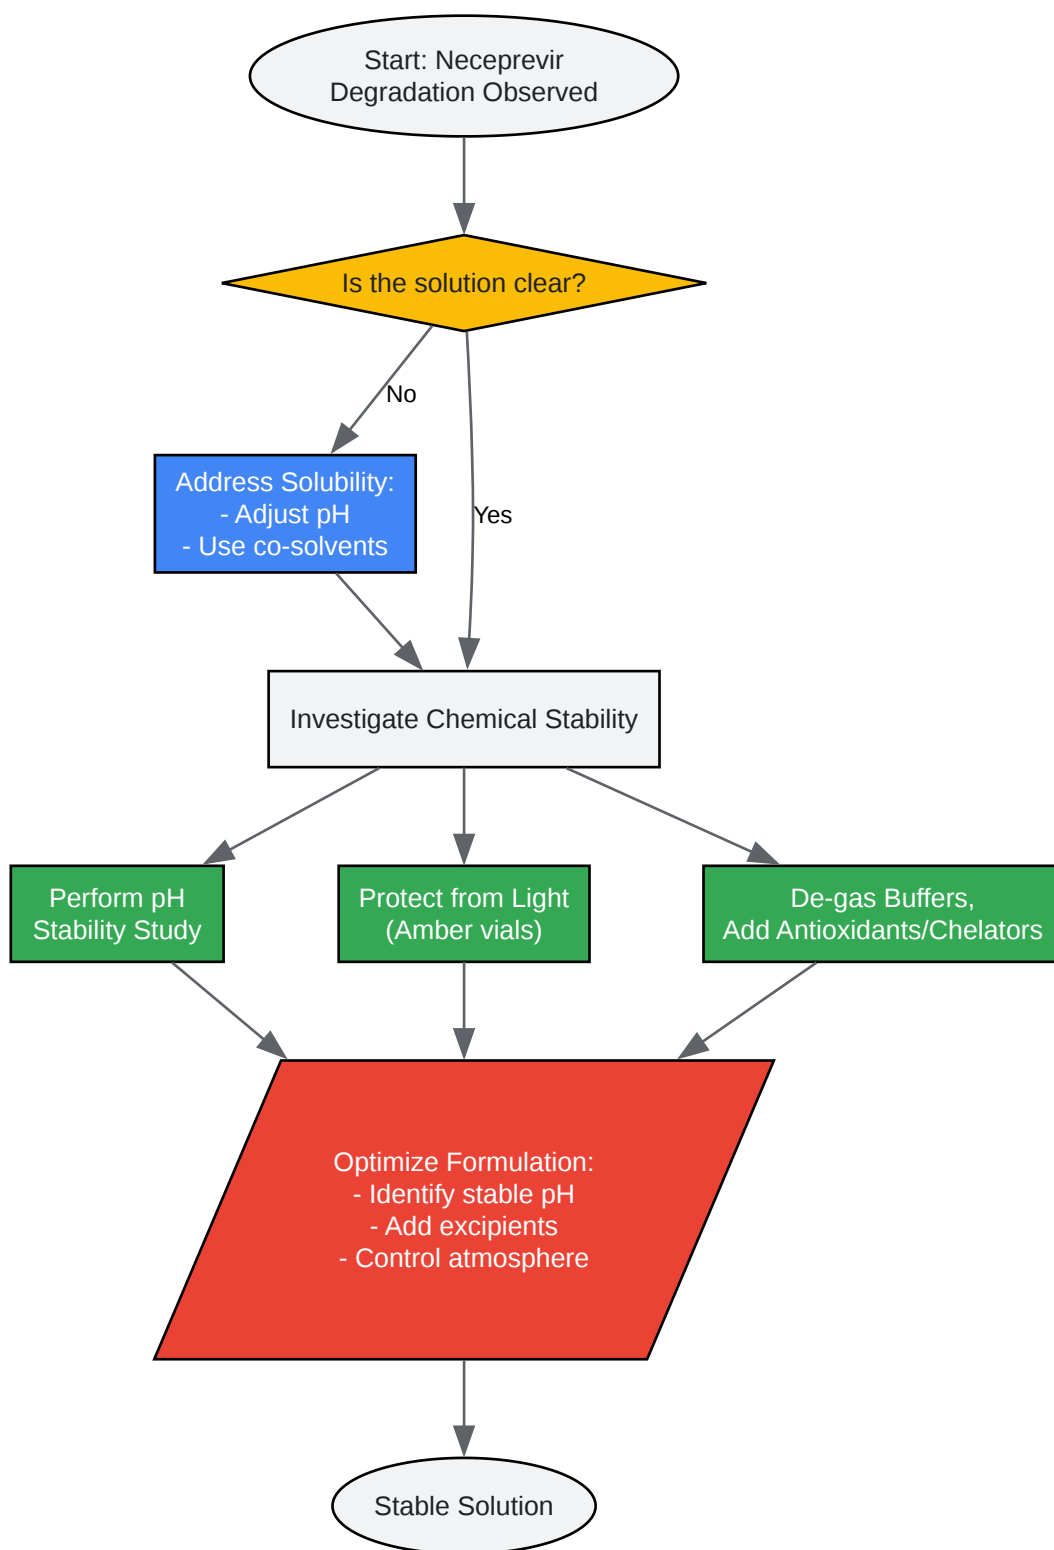 Start: Neceprevir
Degradation Observed
Is the solution clear?
No
Address Solubility:
- Adjust pH
- Use co-solvents
Yes
Investigate Chemical Stability
Perform pH
Stability Study
Protect from Light
(Amber vials)
De-gas Buffers,
Add Antioxidants/Chelators
Optimize Formulation:
- Identify stable pH
- Add excipients
- Control atmosphere
Stable Solution